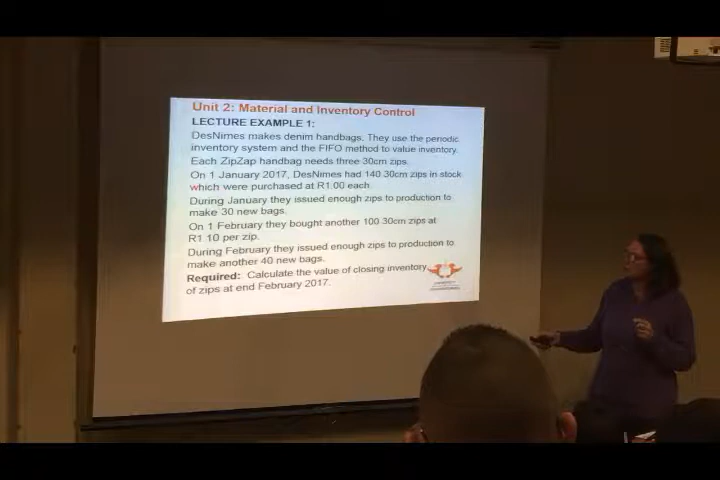 Unit 2: Material and Inventory Control
LECTURE EXAMPLE 1:
DesNimes makes denim handbags. They use the periodic
inventory system and the FIFO method to value inventory.
Each ZipZap handbag needs three 30cm zips.
On 1 January 2017, DesNimes had 140 30cm zips in stock
which were purchased at R1.00 each.
During January they issued enough zips to production to
make 30 new bags.
On 1 February they bought another 100 30cm zips at
R1 10 per zip.
During February they issued enough zips to production to
make another 40 new bags.
Required: Calculate the value of closing inventory
of zips at end February 2017.